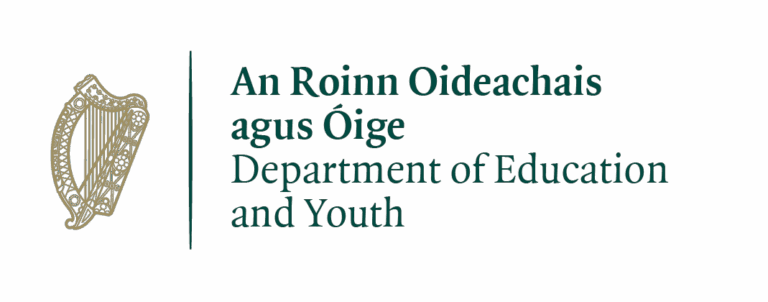 An Roinn Oideachais
agus Óige
Department of Education
and Youth